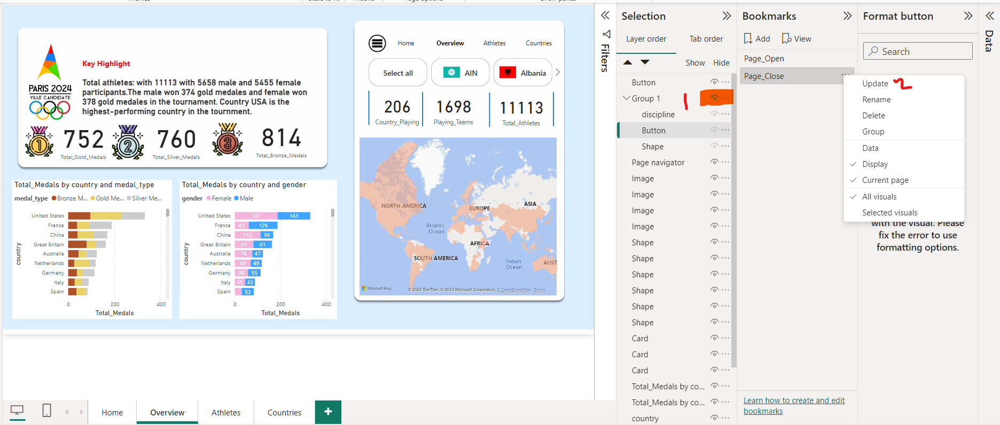 Key Highlight
Total athletes: with 11113 with 5658 male and 5455 female
participants.The male won 374 gold medales and female won
378 gold medales in the tournament. Country USA is the
highest-performing country in the tournment.
PARIS 2024
VILLE CANDIDATE
1
752
Total_Gold_Medals
2
760
Total_Silver_Medals
3
814
Total_Bronze_Medals
Total_Medals by country and medal_type
medal_type Bronze M... Gold Me... Silver Me...
country
United States
France
China
Great Britain
Australia
Netherlands
Germany
Italy
Spain
0 200 400
Total_Medals
Total_Medals by country and gender
gender Female Male
country
United States 187 143
France 61 126
China 112 56
Great Britain 81 81
Australia 76 47
Netherlands 69 49
Germany 58 55
Italy 45 43
Spain 53
0 200 400
Total_Medals
Home Overview Athletes Countries
Select all AIN Albania
206 1698 11113
Country_Playing Playing_Teams Total_Athletes
NORTH AMERICA
EUROPE
ASIA
Atlantic
Ocean
AFRICA
SOUTH AMERICA
Indian
Ocean
AUST
Microsoft Bing
© 2024 TomTom, © 2024 Microsoft Corporation, © OpenStreetMap Terms
Home Overview Athletes Countries +
Filters
Selection
Layer order Tab order
Show Hide
Button
Group 1
1
discipline
Button
Shape
Page navigator
Image
Image
Image
Image
Shape
Shape
Shape
Shape
Shape
Shape
Card
Card
Card
Total_Medals by co...
Total_Medals by co...
country
Bookmarks
Add View
Page_Open
Page_Close
Update 2
Rename
Delete
Group
Data
Display
Current page
All visuals
Selected visuals
Learn how to create and edit
bookmarks
Format button
Search
with the visual. Please
fix the error to use
formatting options.
Data